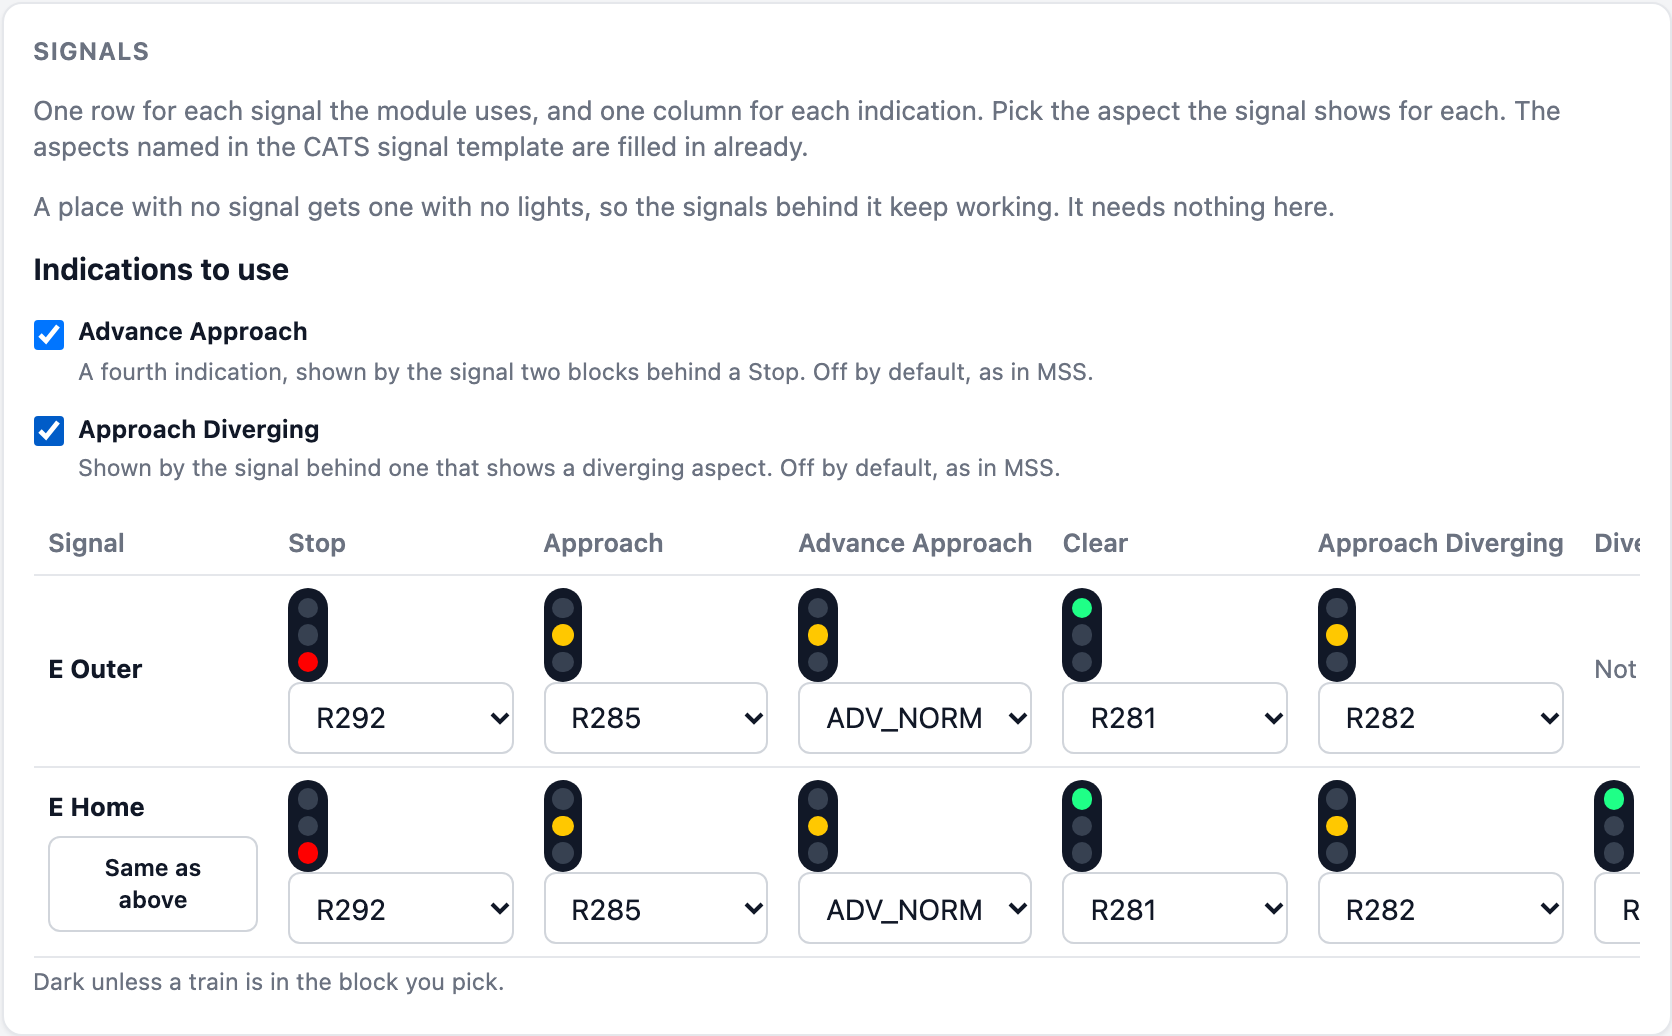 SIGNALS
One row for each signal the module uses, and one column for each indication. Pick the aspect the signal shows for each. The
aspects named in the CATS signal template are filled in already.
A place with no signal gets one with no lights, so the signals behind it keep working. It needs nothing here.
Indications to use
Advance Approach
A fourth indication, shown by the signal two blocks behind a Stop. Off by default, as in MSS.
Approach Diverging
Shown by the signal behind one that shows a diverging aspect. Off by default, as in MSS.
Signal Stop Approach Advance Approach Clear Approach Diverging
E Outer Not
R292 R285 ADV_NORM R281 R282
E Home
Same as
above
R292 R285 ADV_NORM R281 R282 R
Dark unless a train is in the block you pick.